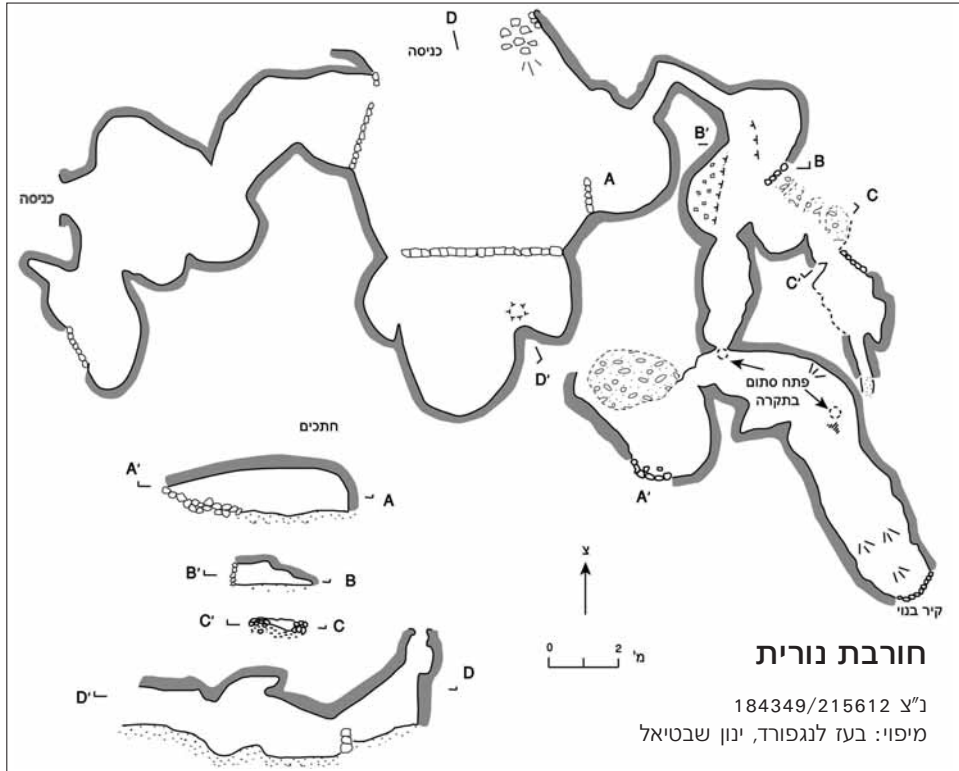 D
כניסה
B'
B
A
C
כניסה
C'
D'
פתח סתום
בתקרה
חתכים
A'
A
A'
B'
B
צ
C'
C
קיר בנוי
0 2 מ'
D
D'
חורבת נורית
נ"צ 184349/215612
מיפוי: בעז לנגפורד, ינון שבטיאל